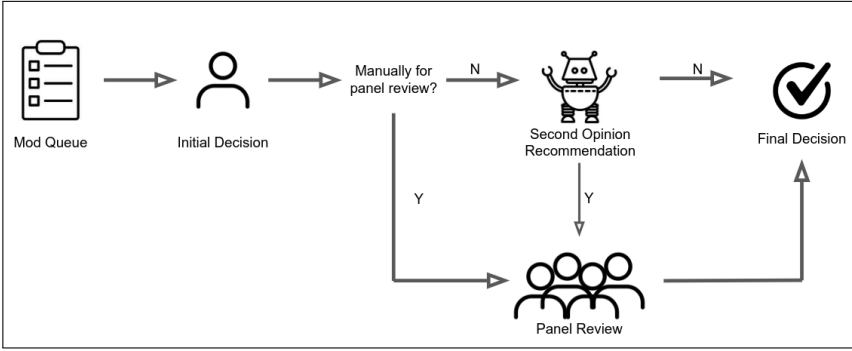 Mod Queue
Initial Decision
Manually for
panel review?
N
Second Opinion
Recommendation
N
Final Decision
Y
Y
Panel Review